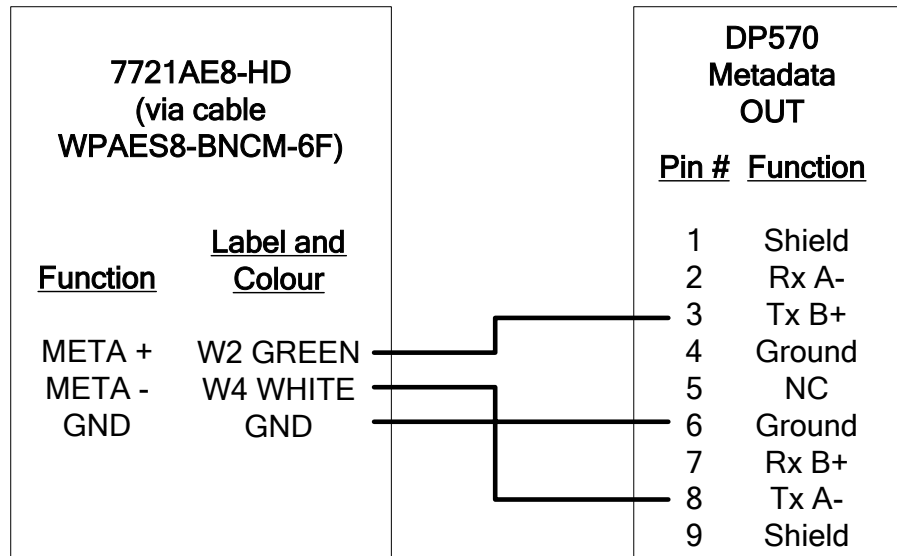 7721AE8-HD
(via cable
WPAES8-BNCM-6F)
Function Label and
Colour
META + W2 GREEN
META - W4 WHITE
GND GND
DP570
Metadata
OUT
Pin # Function
1 Shield
2 Rx A-
3 Tx B+
4 Ground
5 NC
6 Ground
7 Rx B+
8 Tx A-
9 Shield